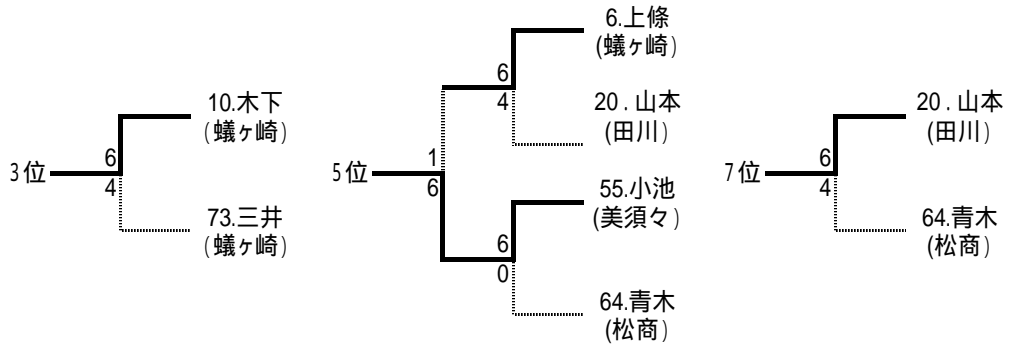 3位
6
4
10.木下
(蟻ヶ崎)
73.三井
(蟻ヶ崎)
5位
1
6
6
4
6.上條
(蟻ヶ崎)
20.山本
(田川)
6
0
55.小池
(美須々)
64.青木
(松商)
7位
6
4
20.山本
(田川)
64.青木
(松商)